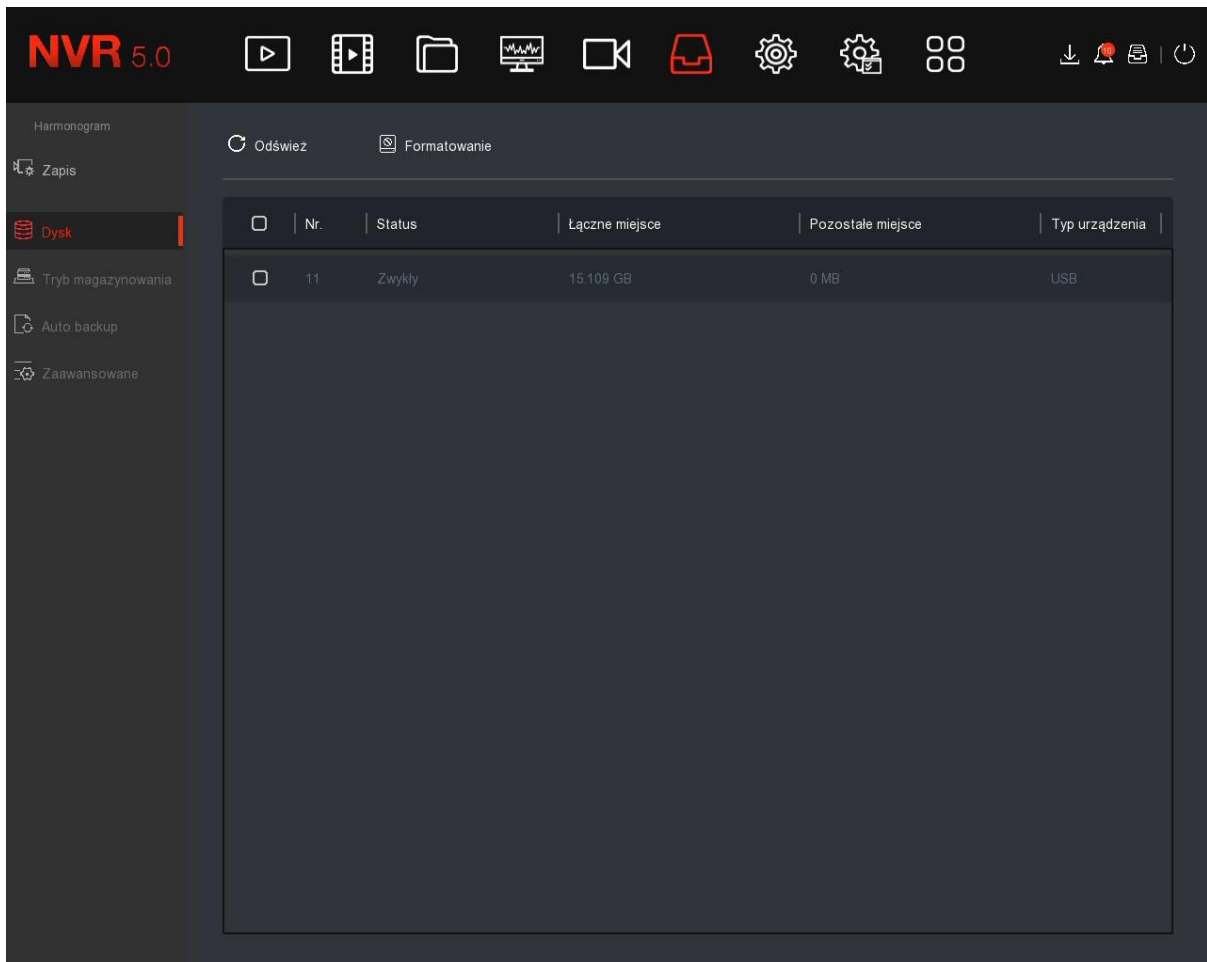 NVR 5.0
10
Harmonogram
Zapis
Dysk
Tryb magazynowania
Auto backup
Zaawansowane
Odśwież Formatowanie
Nr. Status Łączne miejsce Pozostałe miejsce Typ urządzenia
11 Zwykły 15.109 GB 0 MB USB